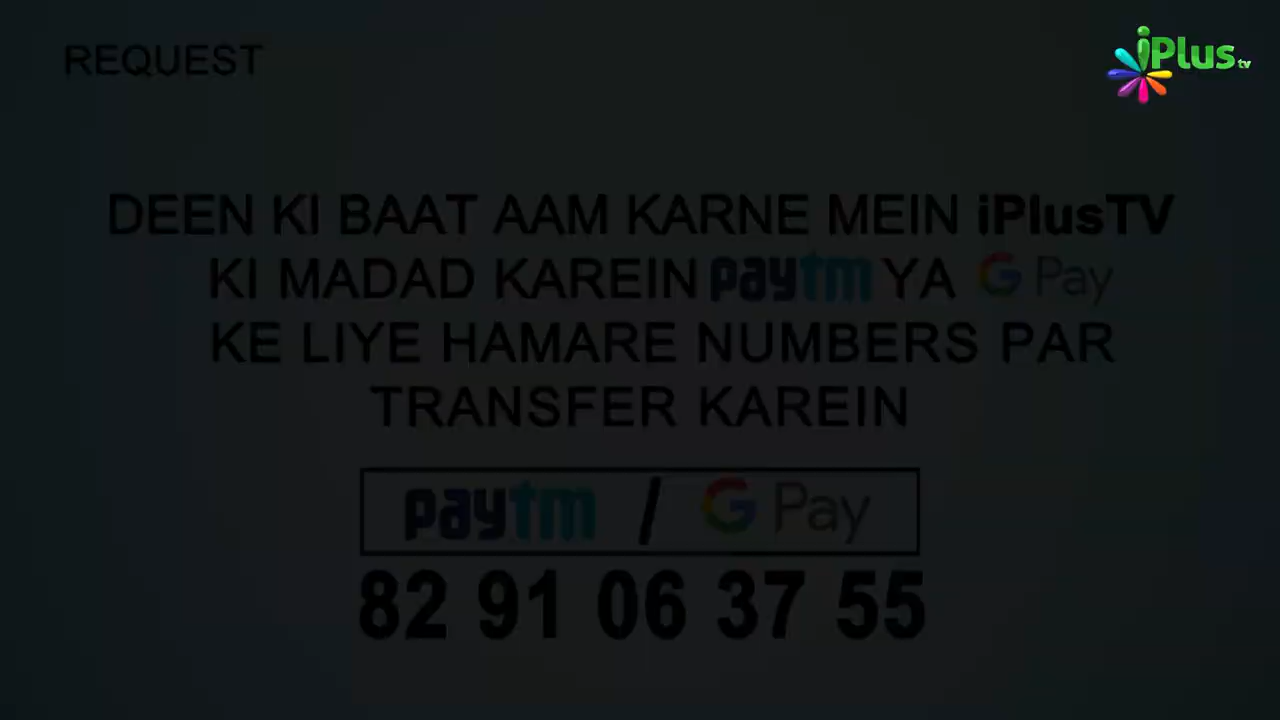 REQUEST
iPlus tv
DEEN KI BAAT AAM KARNE MEIN iPlusTV
KI MADAD KAREIN paytm YA G Pay
KE LIYE HAMARE NUMBERS PAR
TRANSFER KAREIN
paytm / G Pay
82 91 06 37 55